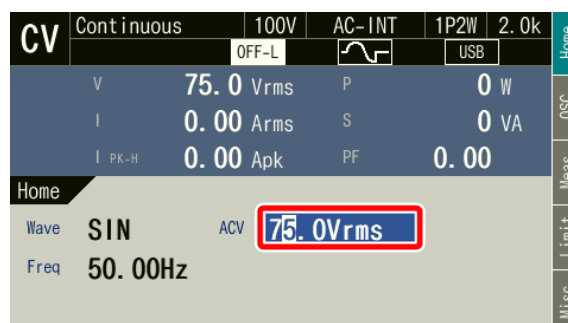 CV Continuous 100V AC-INT 1P2W 2.0k
OFF-L USB
V 75.0 Vrms P 0 W
I 0.00 Arms S 0 VA
I PK-H 0.00 Apk PF 0.00
Home
Wave SIN ACV 75.0Vrms
Freq 50.00Hz
Home
OSC
Meas
Limit
Misc